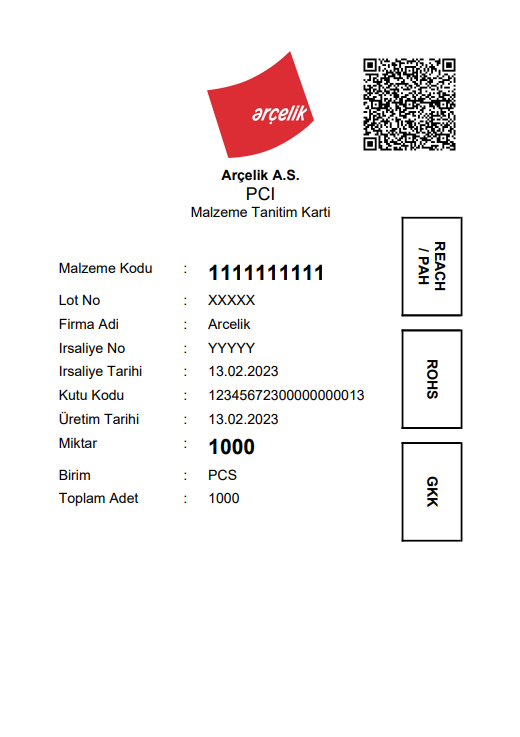 arçelik
Arçelik A.S.
PCI
Malzeme Tanitim Karti
Malzeme Kodu : 1111111111
Lot No : XXXXX
Firma Adi : Arcelik
Irsaliye No : YYYYY
Irsaliye Tarihi : 13.02.2023
Kutu Kodu : 12345672300000000013
Üretim Tarihi : 13.02.2023
Miktar : 1000
Birim : PCS
Toplam Adet : 1000
REACH
/ PAH
ROHS
GKK